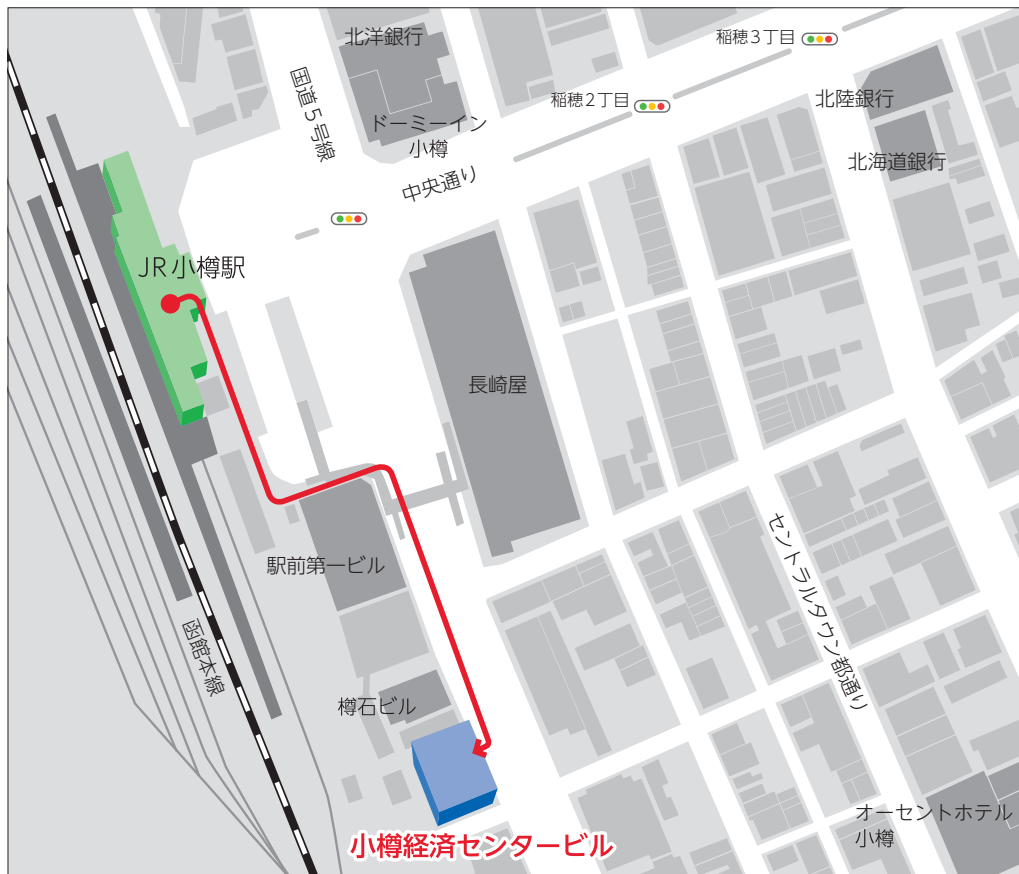 北洋銀行
稲穂3丁目
国道5号線
稲穂2丁目
北陸銀行
ドーミーイン
小樽
北海道銀行
中央通り
JR小樽駅
長崎屋
駅前第一ビル
セントラルタウン都通り
函館本線
樽石ビル
オーセントホテル
小樽
小樽経済センタービル